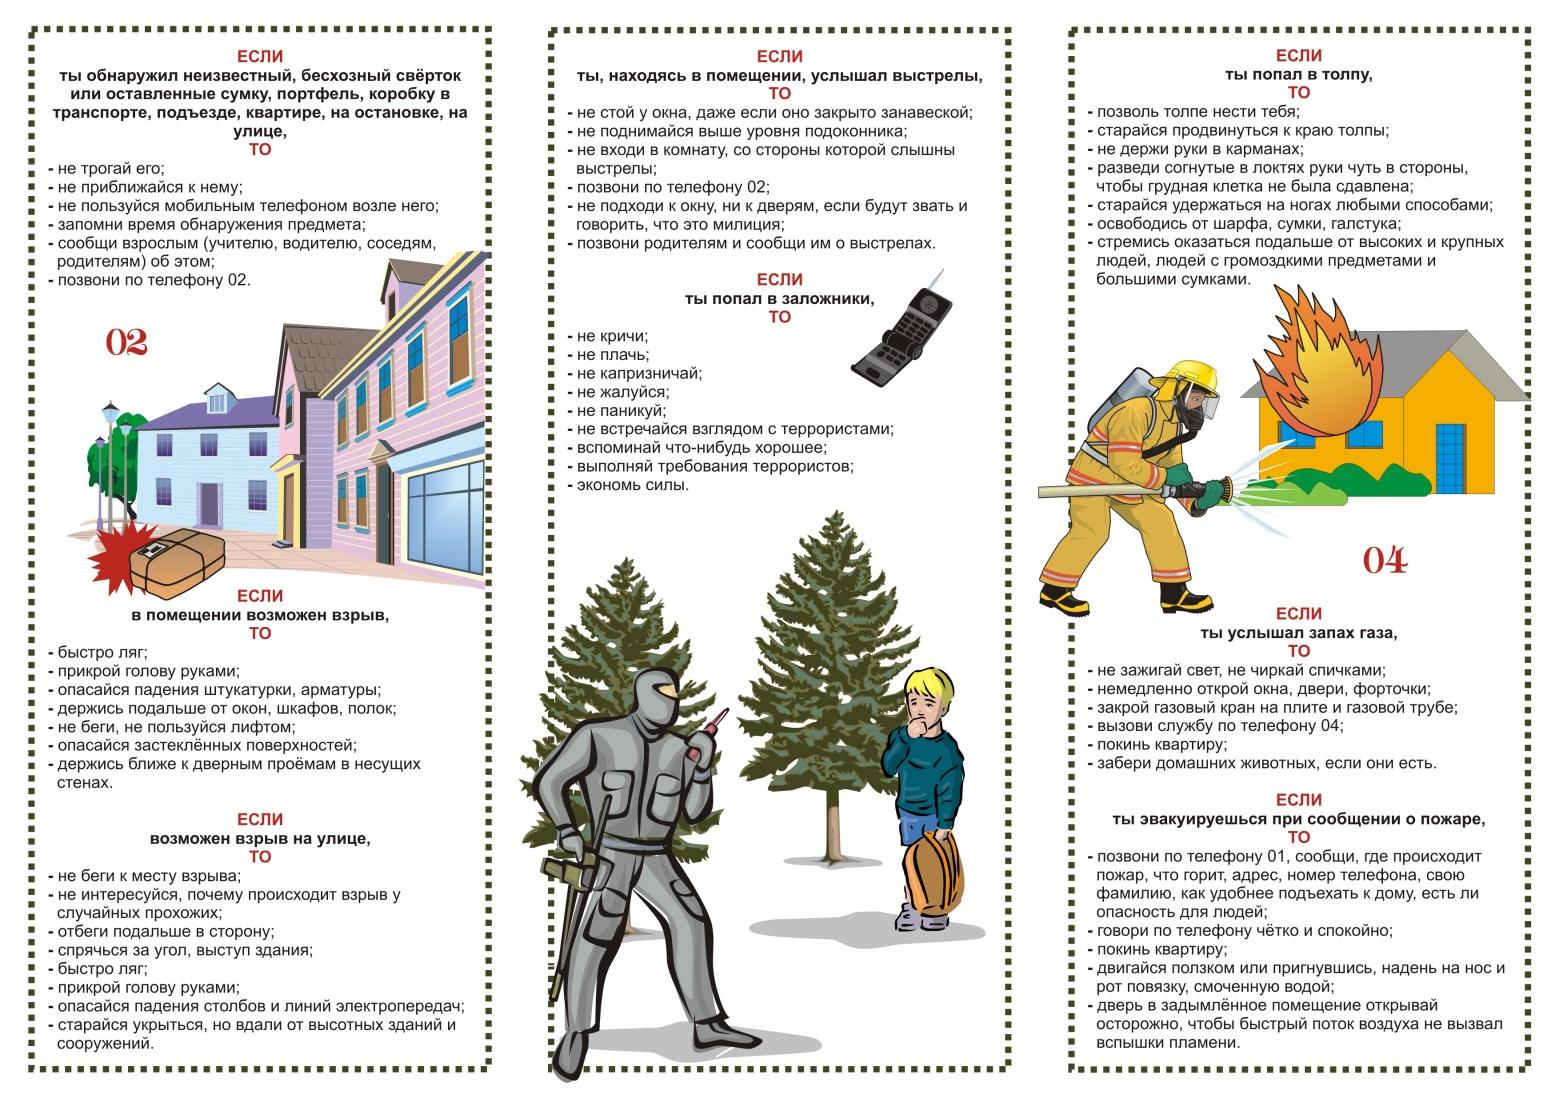 ЕСЛИ
ты обнаружил неизвестный, бесхозный свёрток
или оставленные сумку, портфель, коробку в
транспорте, подъезде, квартире, на остановке, на
улице,
ТО
- не трогай его;
- не приближайся к нему;
- не пользуйся мобильным телефоном возле него;
- запомни время обнаружения предмета;
- сообщи взрослым (учителю, водителю, соседям,
родителям) об этом;
- позвони по телефону 02.
02
ЕСЛИ
в помещении возможен взрыв,
ТО
- быстро ляг;
- прикрой голову руками;
- опасайся падения штукатурки, арматуры;
- держись подальше от окон, шкафов, полок;
- не беги, не пользуйся лифтом;
- опасайся застеклённых поверхностей;
- держись ближе к дверным проёмам в несущих
стенах.
ЕСЛИ
возможен взрыв на улице,
ТО
- не беги к месту взрыва;
- не интересуйся, почему происходит взрыв у
случайных прохожих;
- отбеги подальше в сторону;
- спрячься за угол, выступ здания;
- быстро ляг;
- прикрой голову руками;
- опасайся падения столбов и линий электропередач;
- старайся укрыться, но вдали от высотных зданий и
сооружений.
ЕСЛИ
ты, находясь в помещении, услышал выстрелы,
ТО
- не стой у окна, даже если оно закрыто занавеской;
- не поднимайся выше уровня подоконника;
- не входи в комнату, со стороны которой слышны
выстрелы;
- позвони по телефону 02;
- не подходи к окну, ни к дверям, если будут звать и
говорить, что это милиция;
- позвони родителям и сообщи им о выстрелах.
ЕСЛИ
ты попал в заложники,
ТО
- не кричи;
- не плачь;
- не капризничай;
- не жалуйся;
- не паникуй;
- не встречайся взглядом с террористами;
- вспоминай что-нибудь хорошее;
- выполняй требования террористов;
- экономь силы.
ЕСЛИ
ты попал в толпу,
ТО
- позволь толпе нести тебя;
- старайся продвинуться к краю толпы;
- не держи руки в карманах;
- разведи согнутые в локтях руки чуть в стороны,
чтобы грудная клетка не была сдавлена;
- старайся удержаться на ногах любыми способами;
- освободись от шарфа, сумки, галстука;
- стремись оказаться подальше от высоких и крупных
людей, людей с громоздкими предметами и
большими сумками.
04
ЕСЛИ
ты услышал запах газа,
ТО
- не зажигай свет, не чиркай спичками;
- немедленно открой окна, двери, форточки;
- закрой газовый кран на плите и газовой трубе;
- вызови службу по телефону 04;
- покинь квартиру;
- забери домашних животных, если они есть.
ЕСЛИ
ты эвакуируешься при сообщении о пожаре,
ТО
- позвони по телефону 01, сообщи, где происходит
пожар, что горит, адрес, номер телефона, свою
фамилию, как удобнее подъехать к дому, есть ли
опасность для людей;
- говори по телефону чётко и спокойно;
- покинь квартиру;
- двигайся ползком или пригнувшись, надень на нос и
рот повязку, смоченную водой;
- дверь в задымлённое помещение открывай
осторожно, чтобы быстрый поток воздуха не вызвал
вспышки пламени.